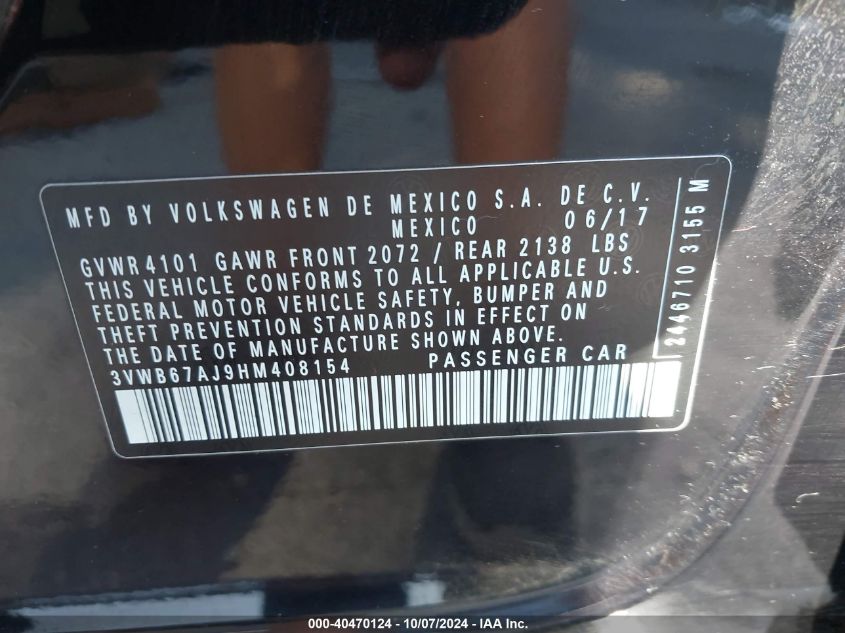 MFD BY VOLKSWAGEN DE MEXICO S.A. DE C.V.
MEXICO 06/17
GVWR 4101 GAWR FRONT 2072 / REAR 2138 LBS
THIS VEHICLE CONFORMS TO ALL APPLICABLE U.S.
FEDERAL MOTOR VEHICLE SAFETY, BUMPER AND
THEFT PREVENTION STANDARDS IN EFFECT ON
THE DATE OF MANUFACTURE SHOWN ABOVE.
3VWB67AJ9HM408154 PASSENGER CAR
2446710 3155 M
000-40470124 - 10/07/2024 - IAA Inc.